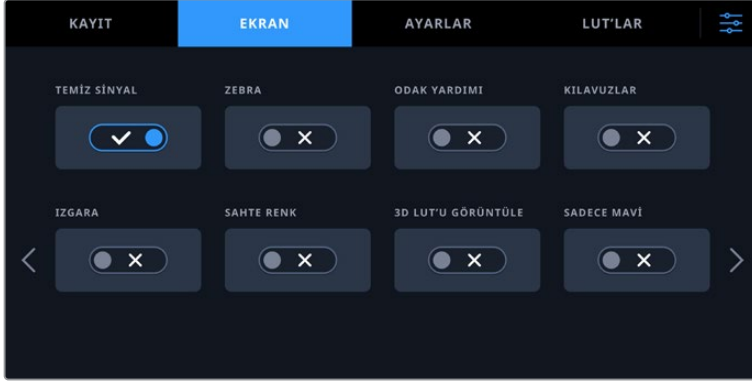 KAYIT EKRAN AYARLAR LUT'LAR
TEMİZ SİNYAL ZEBRA ODAK YARDIMI KILAVUZLAR
IZGARA SAHTE RENK 3D LUT'U GÖRÜNTÜLE SADECE MAVİ